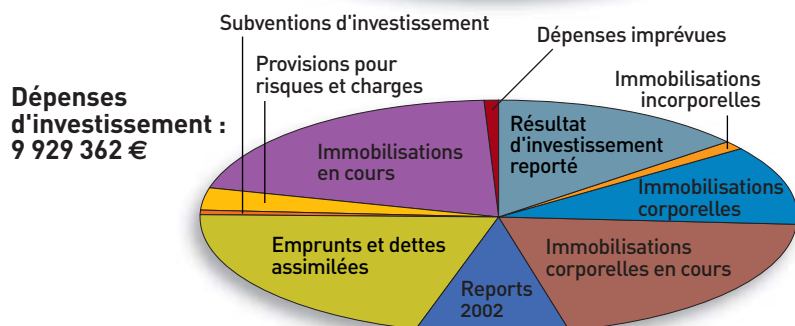 Subventions d'investissement
Dépenses imprévues
Provisions pour
risques et charges
Immobilisations
incorporelles
Dépenses
d'investissement :
9 929 362 €
Résultat
d'investissement
reporté
Immobilisations
en cours
Immobilisations
corporelles
Emprunts et dettes
assimilées
Immobilisations
corporelles en cours
Reports
2002